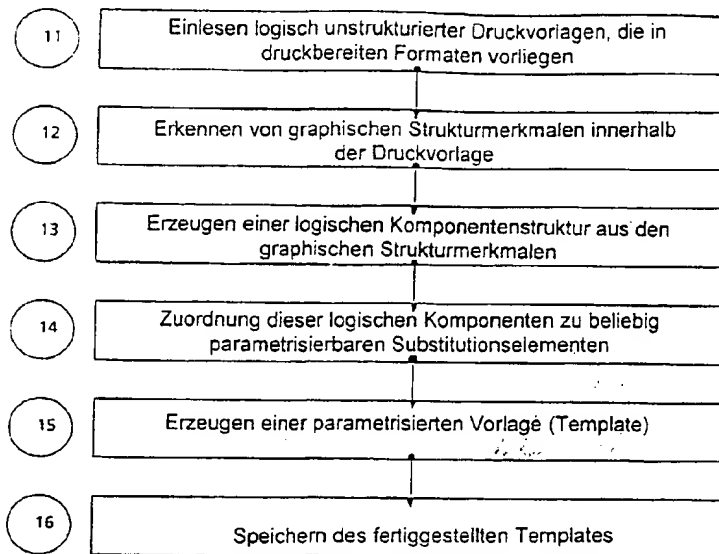 11
Einlesen logisch unstrukturierter Druckvorlagen, die in
druckbereiten Formaten vorliegen
12
Erkennen von graphischen Strukturmerkmalen innerhalb
der Druckvorlage
13
Erzeugen einer logischen Komponentenstruktur aus den
graphischen Strukturmerkmalen
14
Zuordnung dieser logischen Komponenten zu beliebig
parametrisierbaren Substitutionselementen
15
Erzeugen einer parametrisierten Vorlage (Template)
16
Speichern des fertiggestellten Templates